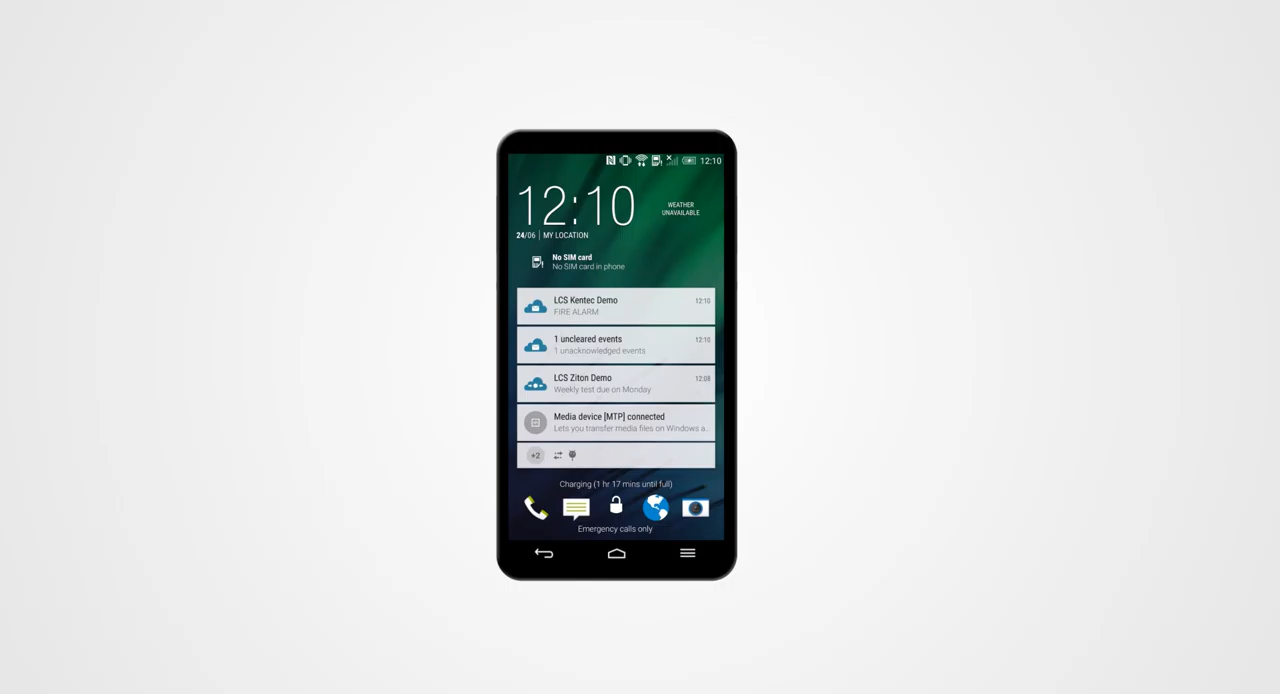 12:10
12:10
WEATHER
UNAVAILABLE
24/06 | MY LOCATION
No SIM card
No SIM card in phone
LCS Kentec Demo 12:10
FIRE ALARM
1 uncleared events 12:10
1 unacknowledged events
LCS Ziton Demo 12:08
Weekly test due on Monday
Media device [MTP] connected
Lets you transfer media files on Windows a..
+2
Charging (1 hr 17 mins until full)
Emergency calls only